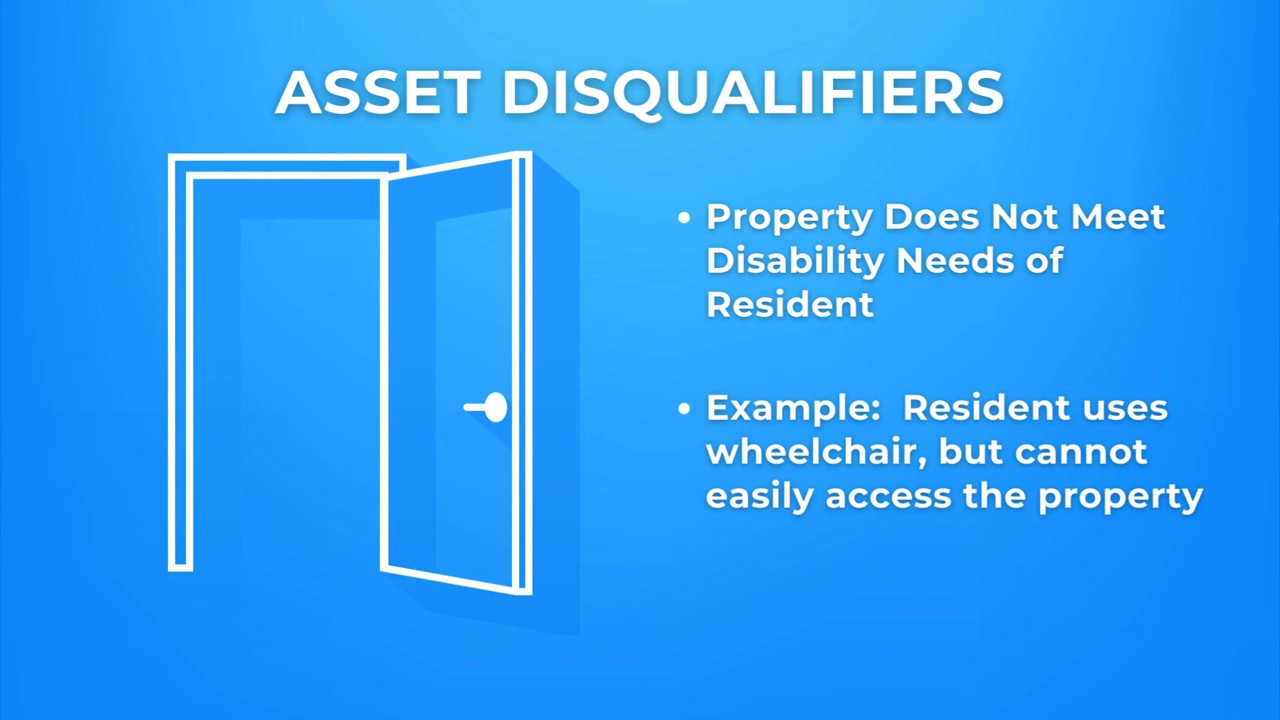 ASSET DISQUALIFIERS
• Property Does Not Meet
Disability Needs of
Resident
• Example:  Resident uses
wheelchair, but cannot
easily access the property